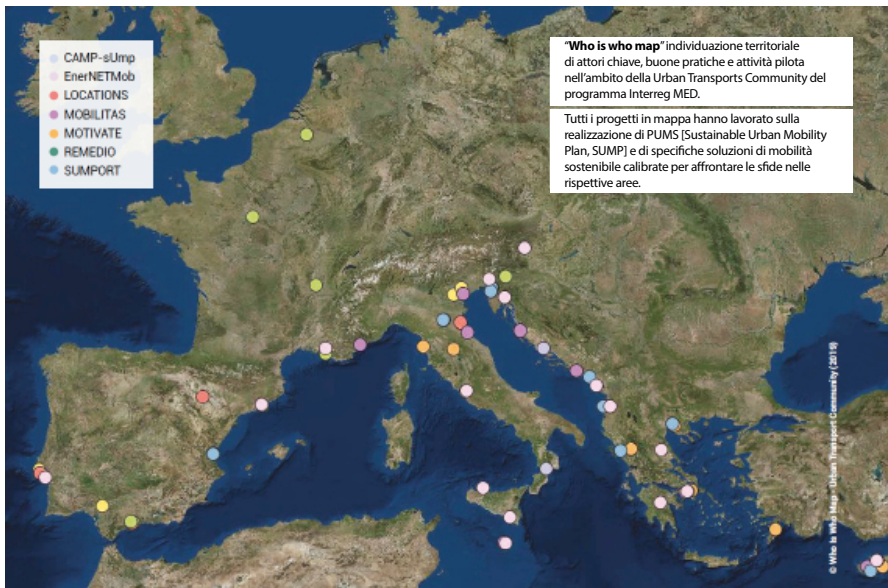 CAMP-sUmp
EnerNETMob
LOCATIONS
MOBILITAS
MOTIVATE
REMEDIO
SUMPORT
“Who is who map” individuazione territoriale
di attori chiave, buone pratiche e attività pilota
nell’ambito della Urban Transports Community del
programma Interreg MED.
Tutti i progetti in mappa hanno lavorato sulla
realizzazione di PUMS [Sustainable Urban Mobility
Plan, SUMP] e di specifiche soluzioni di mobilità
sostenibile calibrate per affrontare le sfide nelle
rispettive aree.
© Who is Who Map - Urban Transport Community (2019)